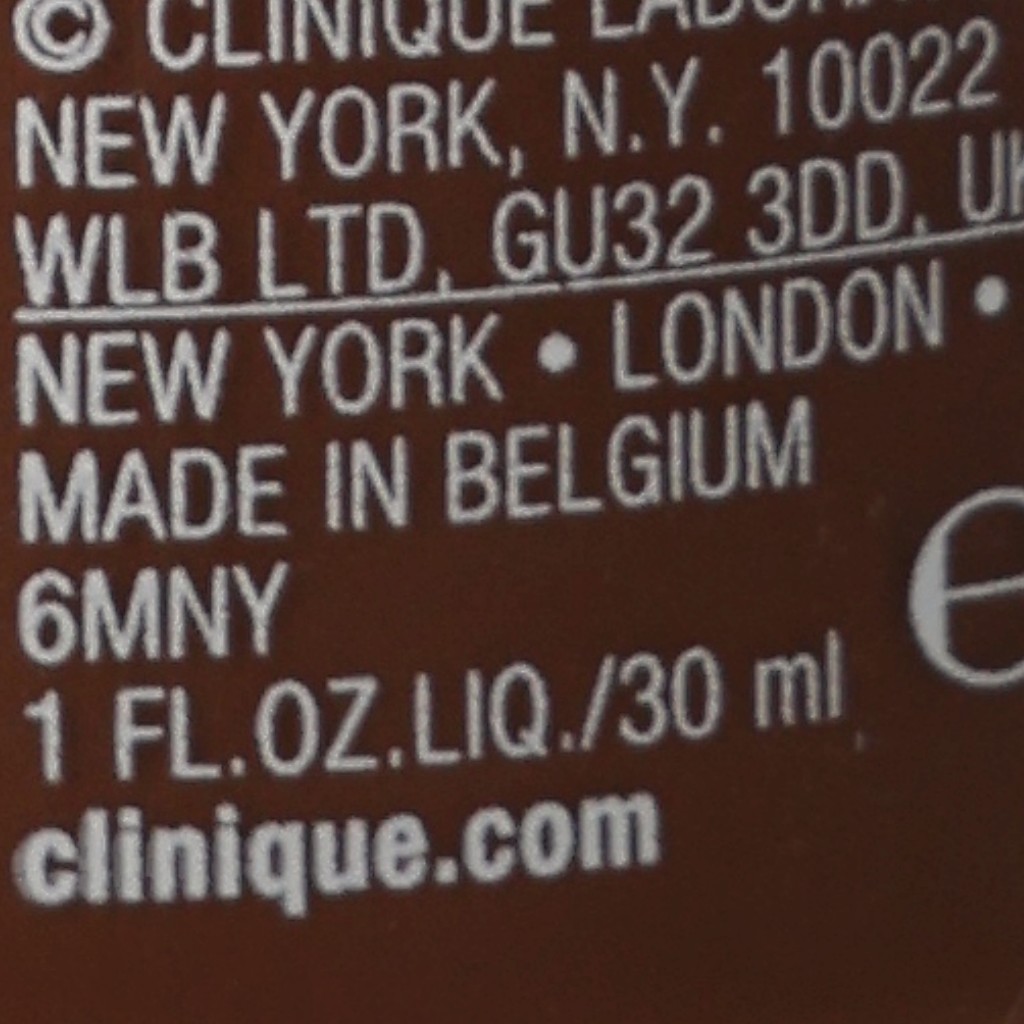 © CLINIQUE
NEW YORK, N.Y. 10022
WLB LTD, GU32 3DD, UK
NEW YORK • LONDON •
MADE IN BELGIUM
6MNY
1 FL.OZ.LIQ./30 ml
e
clinique.com